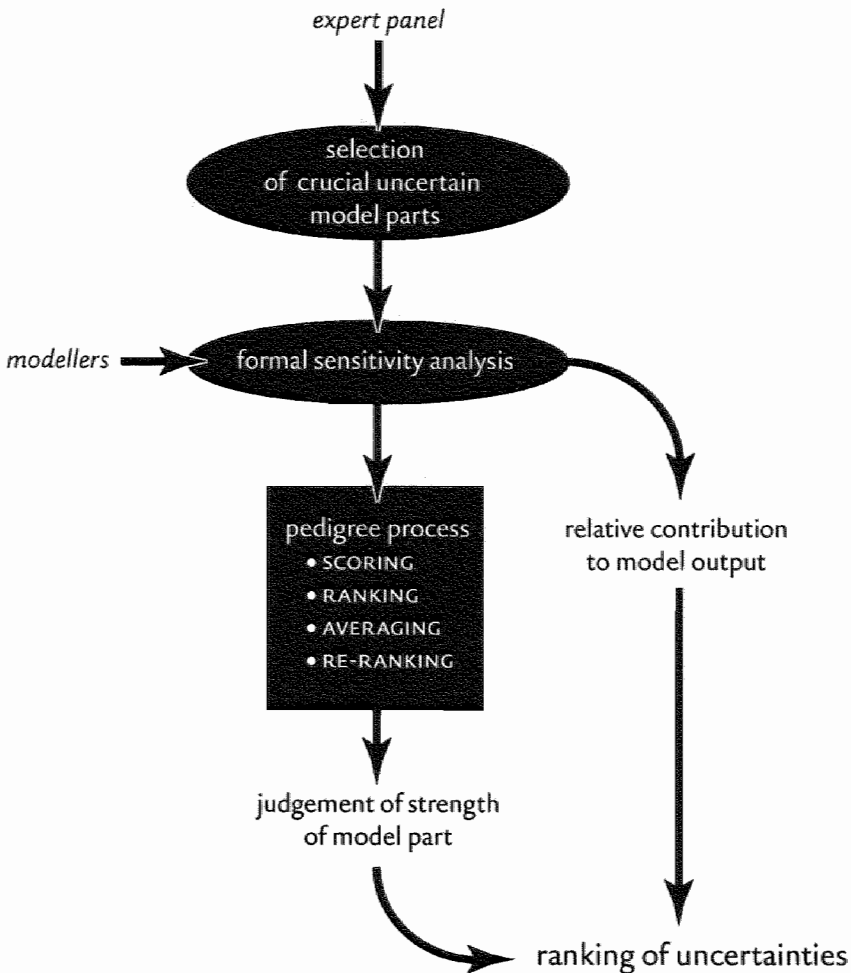 expert panel
selection
of crucial uncertain
model parts
modellers
formal sensitivity analysis
pedigree process
• SCORING
• RANKING
• AVERAGING
• RE-RANKING
relative contribution
to model output
judgement of strength
of model part
ranking of uncertainties